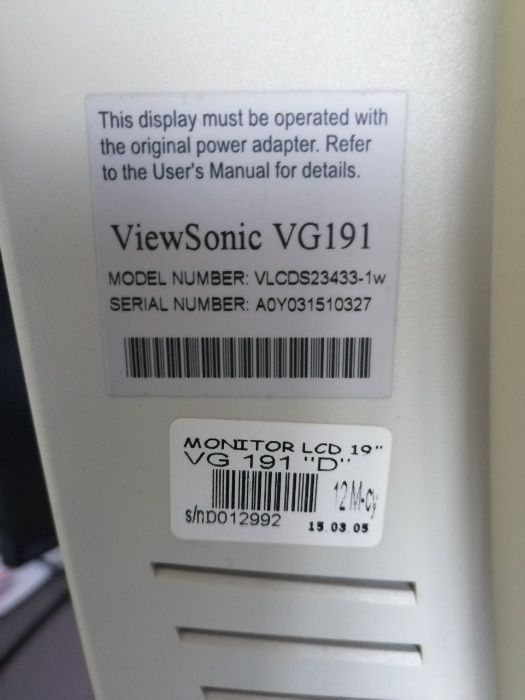 This display must be operated with
the original power adapter. Refer
to the User's Manual for details.
ViewSonic VG191
MODEL NUMBER: VLCDS23433-1w
SERIAL NUMBER: A0Y031510327
MONITOR LCD 19"
VG 191 "D"
12 M-cy
s/n:D012992
15.03.05